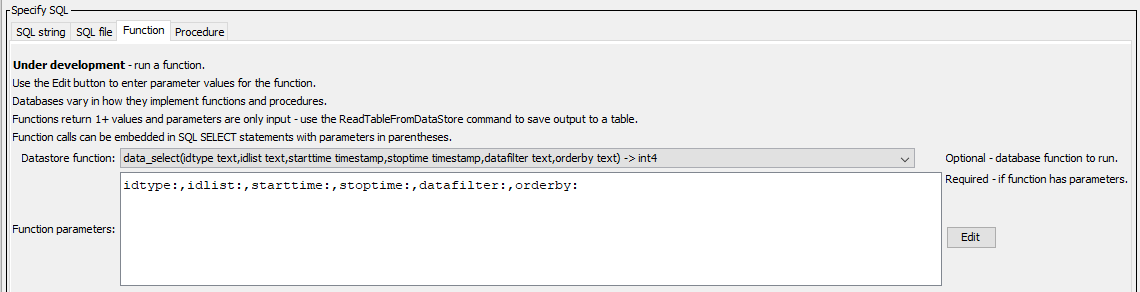 Specify SQL
SQL string SQL file Function Procedure
Under development - run a function.
Use the Edit button to enter parameter values for the function.
Databases vary in how they implement functions and procedures.
Functions return 1+ values and parameters are only input - use the ReadTableFromDataStore command to save output to a table.
Function calls can be embedded in SQL SELECT statements with parameters in parentheses.
Datastore function: data_select(idtype text,idlist text,starttime timestamp,stoptime timestamp,datafilter text,orderby text) -> int4 Optional - database function to run.
idtype:,idlist:,starttime:,stoptime:,datafilter:,orderby: Required - if function has parameters.
Function parameters: Edit